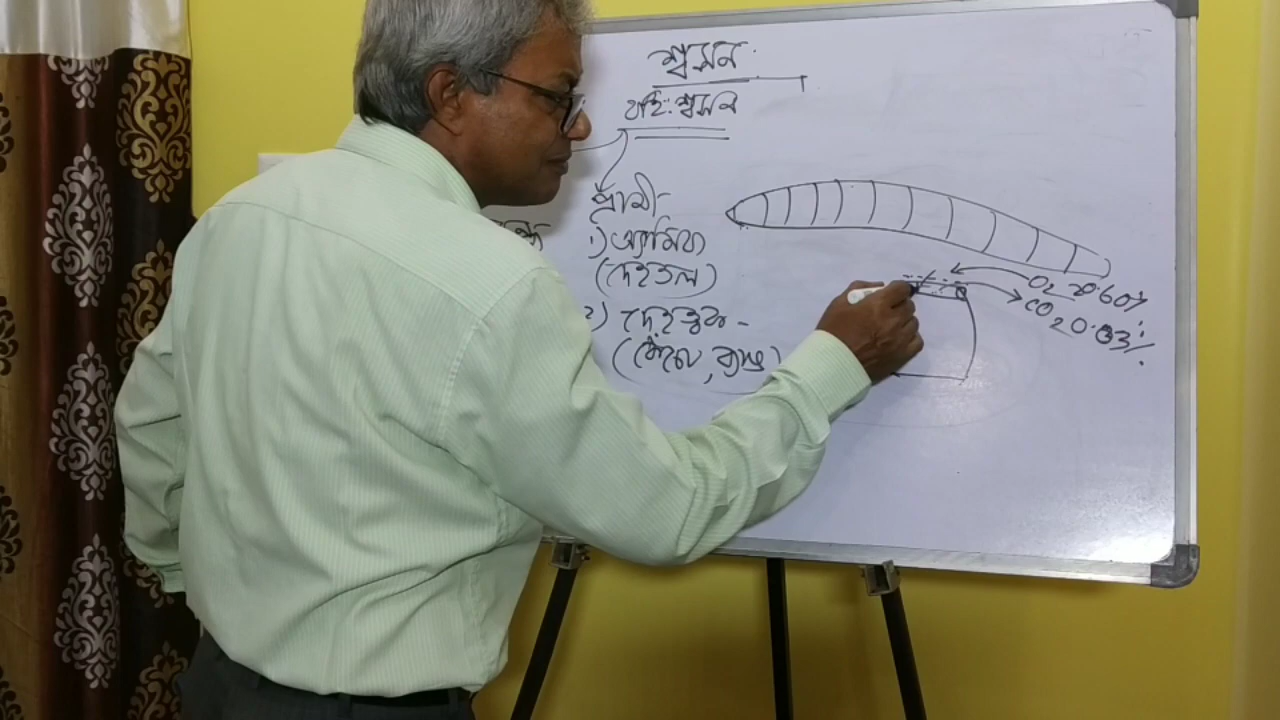 শ্বসন
বহিঃশ্বসন
প্রাণী
১) অ্যামিবা
(দেহতল)
২) দেহত্বক -
(কেঁচো, ব্যাঙ)
O2 20.60%
CO2 0.03%